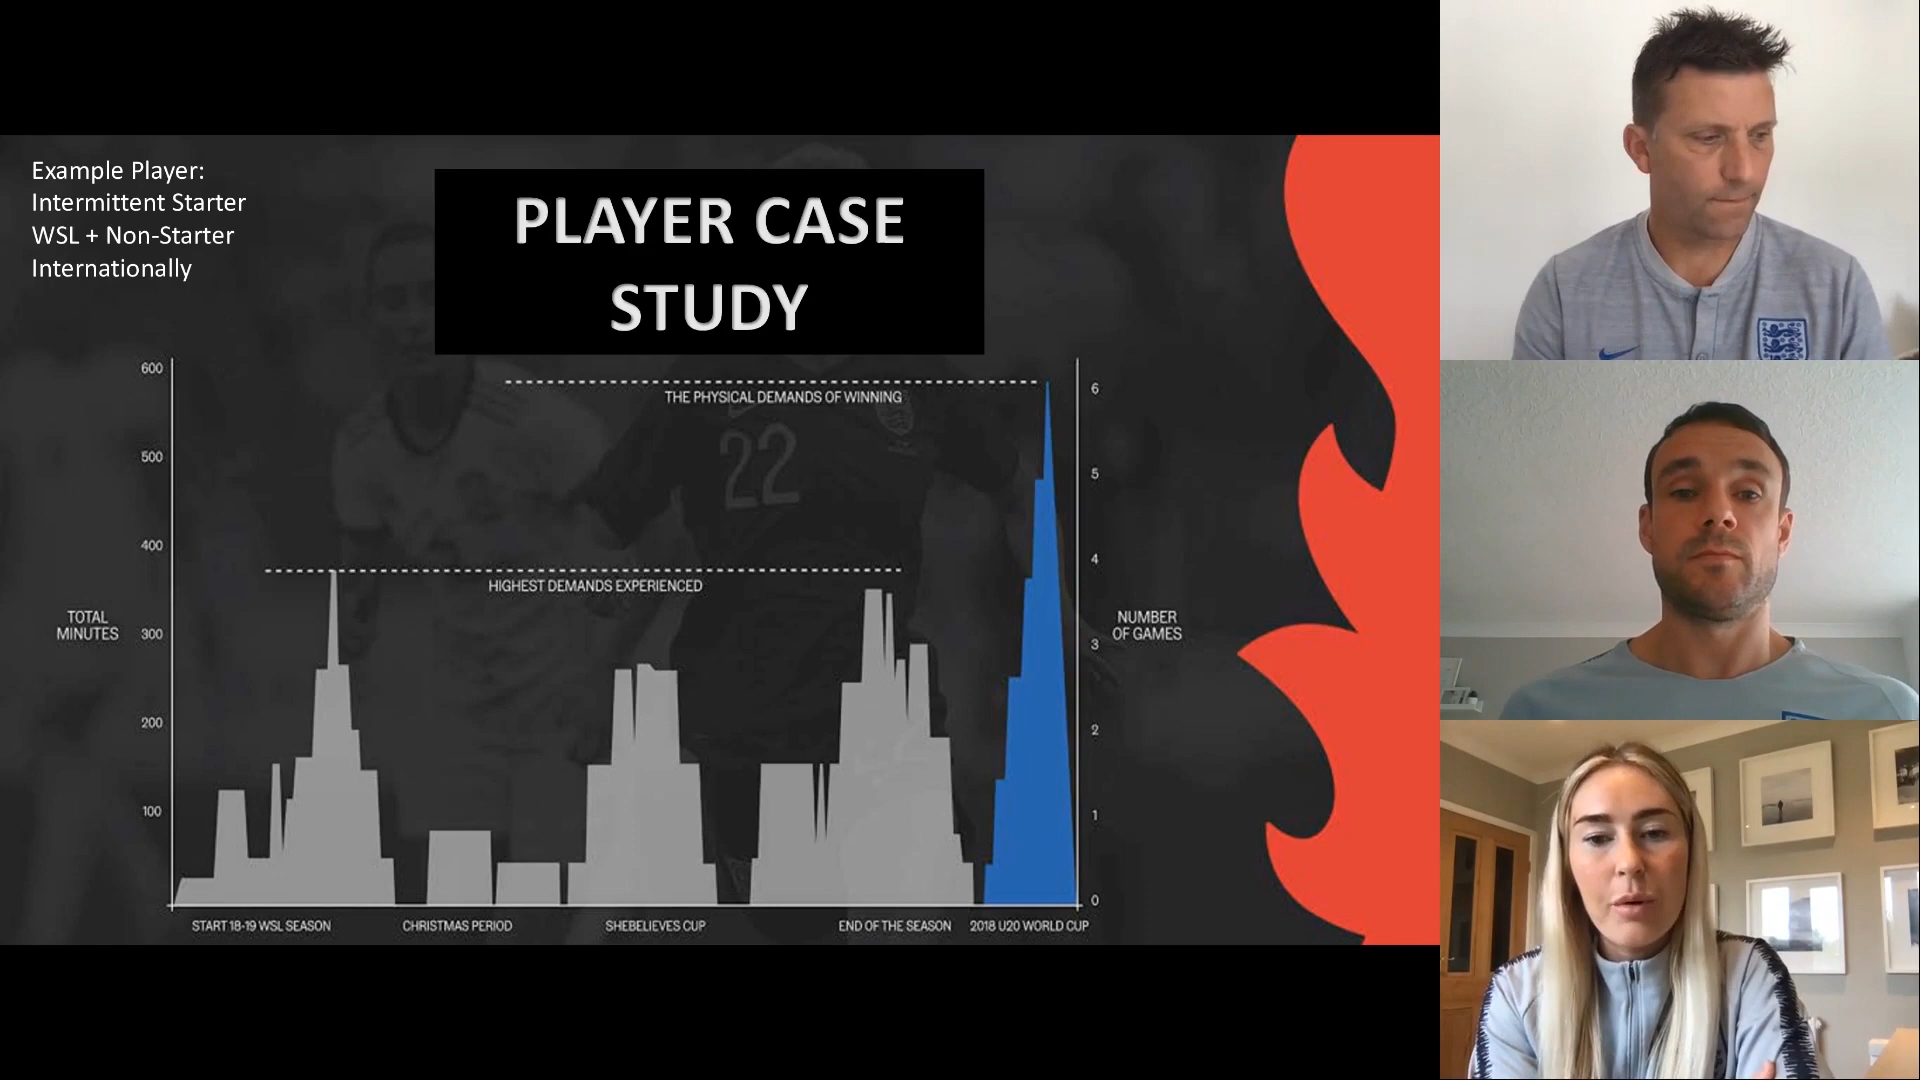 Example Player:
Intermittent Starter
WSL + Non-Starter
Internationally
PLAYER CASE
STUDY
600
500
400
300
200
100
TOTAL
MINUTES
THE PHYSICAL DEMANDS OF WINNING
22
HIGHEST DEMANDS EXPERIENCED
6
5
4
3
2
1
0
NUMBER
OF GAMES
START 18-19 WSL SEASON
CHRISTMAS PERIOD
SHEBELIEVES CUP
END OF THE SEASON
2018 U20 WORLD CUP